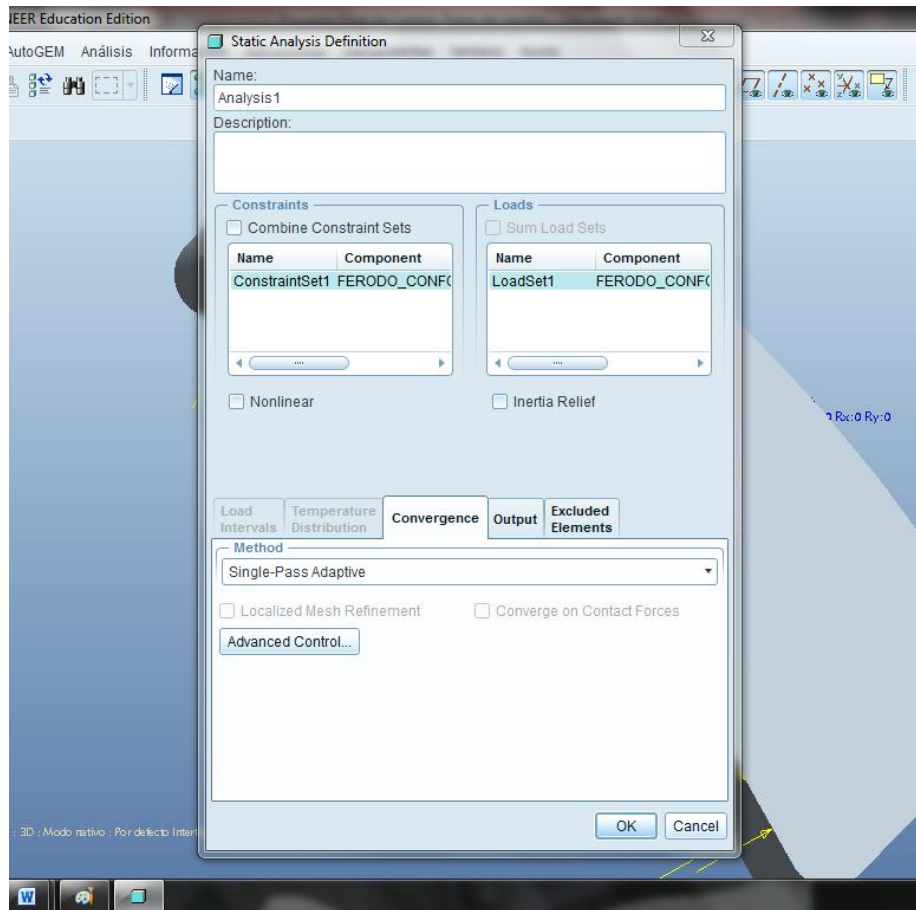 NEER Education Edition
Static Analysis Definition
AutoGEM Análisis Informa
Name:
Analysis1
Description:
Constraints
Loads
Combine Constraint Sets
Sum Load Sets
Name Component
Name Component
ConstraintSet1 FERODO_CONF(
LoadSet1 FERODO_CONF(
Nonlinear
Inertia Relief
Rx:0 Ry:0
Load Intervals
Temperature Distribution
Convergence
Output
Excluded Elements
Method
Single-Pass Adaptive
Localized Mesh Refinement
Converge on Contact Forces
Advanced Control...
OK
Cancel
: 3D : Modo nativo : Por defecto Interf
W